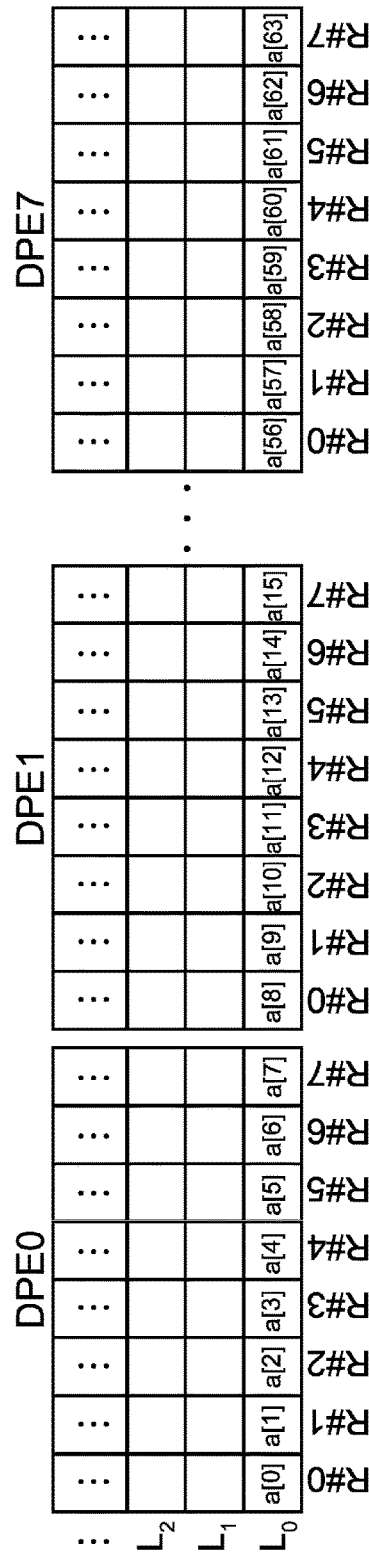 DPE0 DPE1 DPE7
... ... ... ... ... ... ... ... ... ... ... ... ... ... ... ... ... ... ... ... ... ... ... ... ...
L2
L1
L0 a[0] a[1] a[2] a[3] a[4] a[5] a[6] a[7] a[8] a[9] a[10] a[11] a[12] a[13] a[14] a[15] ... a[56] a[57] a[58] a[59] a[60] a[61] a[62] a[63]
R#0 R#1 R#2 R#3 R#4 R#5 R#6 R#7 R#0 R#1 R#2 R#3 R#4 R#5 R#6 R#7 R#0 R#1 R#2 R#3 R#4 R#5 R#6 R#7